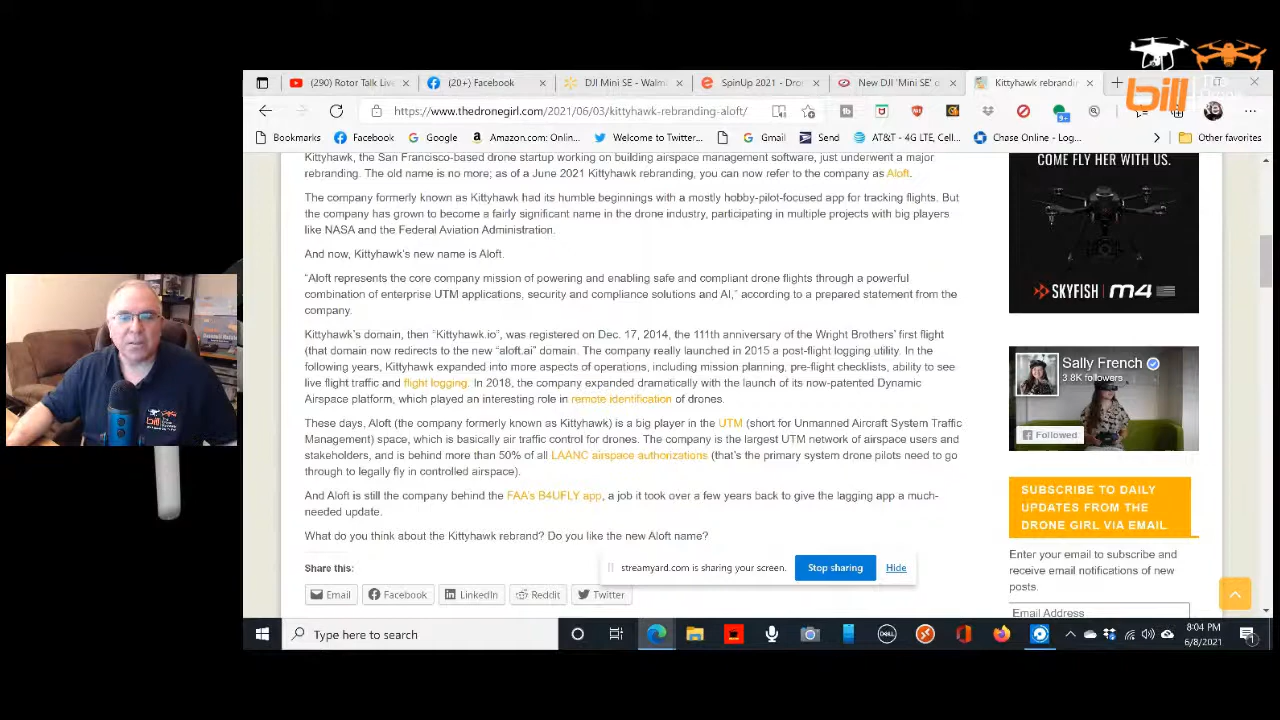 (290) Rotor Talk Live
(20+) Facebook
DJI Mini SE - Walm
SpinUp 2021 - Dron
New DJI 'Mini SE' d
Kittyhawk rebrandin
https://www.thedronegirl.com/2021/06/03/kittyhawk-rebranding-aloft/
bill
Bookmarks
Facebook
Google
Amazon.com: Onlin...
Welcome to Twitter...
Gmail
Send
AT&T - 4G LTE, Cell...
Chase Online - Log...
Other favorites
Kittyhawk, the San Francisco-based drone startup working on building airspace management software, just underwent a major
rebranding. The old name is no more; as of a June 2021 Kittyhawk rebranding, you can now refer to the company as Aloft.
The company formerly known as Kittyhawk had its humble beginnings with a mostly hobby-pilot-focused app for tracking flights. But
the company has grown to become a fairly significant name in the drone industry, participating in multiple projects with big players
like NASA and the Federal Aviation Administration.
And now, Kittyhawk's new name is Aloft.
“Aloft represents the core company mission of powering and enabling safe and compliant drone flights through a powerful
combination of enterprise UTM applications, security and compliance solutions and AI,” according to a prepared statement from the
company.
Kittyhawk's domain, then “Kittyhawk.io”, was registered on Dec. 17, 2014, the 111th anniversary of the Wright Brothers' first flight
(that domain now redirects to the new “aloft.ai” domain. The company really launched in 2015 a post-flight logging utility. In the
following years, Kittyhawk expanded into more aspects of operations, including mission planning, pre-flight checklists, ability to see
live flight traffic and flight logging. In 2018, the company expanded dramatically with the launch of its now-patented Dynamic
Airspace platform, which played an interesting role in remote identification of drones.
These days, Aloft (the company formerly known as Kittyhawk) is a big player in the UTM (short for Unmanned Aircraft System Traffic
Management) space, which is basically air traffic control for drones. The company is the largest UTM network of airspace users and
stakeholders, and is behind more than 50% of all LAANC airspace authorizations (that's the primary system drone pilots need to go
through to legally fly in controlled airspace).
And Aloft is still the company behind the FAA's B4UFLY app, a job it took over a few years back to give the lagging app a much-
needed update.
What do you think about the Kittyhawk rebrand? Do you like the new Aloft name?
Share this:
Email
Facebook
LinkedIn
Reddit
Twitter
COME FLY HER WITH US.
SKYFISH M4
Sally French
3.8K followers
Followed
SUBSCRIBE TO DAILY
UPDATES FROM THE
DRONE GIRL VIA EMAIL
Enter your email to subscribe and
receive email notifications of new
posts.
Email Address
streamyard.com is sharing your screen.
Stop sharing
Hide
Type here to search
DELL
8:04 PM
6/8/2021